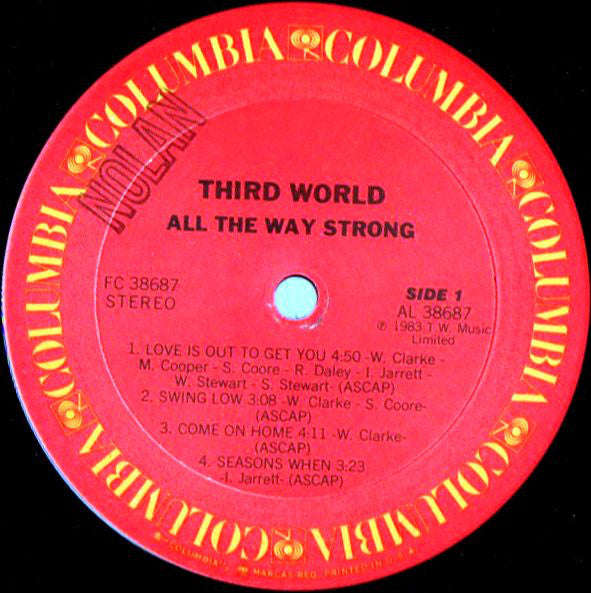 COLUMBIA COLUMBIA COLUMBIA COLUMBIA COLUMBIA COLUMBIA COLUMBIA COLUMBIA
NOLAN
THIRD WORLD
ALL THE WAY STRONG
FC 38687
STEREO
SIDE 1
AL 38687
℗ 1983 T.W. Music
Limited
1. LOVE IS OUT TO GET YOU 4:50 -W. Clarke -
M. Cooper - S. Coore - R. Daley - I. Jarrett -
W. Stewart - S. Stewart- (ASCAP)
2. SWING LOW 3:08 -W. Clarke - S. Coore-
(ASCAP)
3. COME ON HOME 4:11 -W. Clarke-
(ASCAP)
4. SEASONS WHEN 3:23
-I. Jarrett- (ASCAP)
"COLUMBIA", MARCAS REG. PRINTED IN U.S.A.